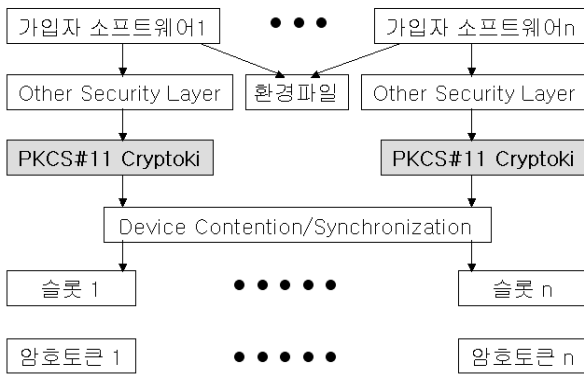 가입자 소프트웨어1
가입자 소프트웨어n
Other Security Layer
환경파일
Other Security Layer
PKCS#11 Cryptoki
PKCS#11 Cryptoki
Device Contention/Synchronization
슬롯 1
슬롯 n
암호토큰 1
암호토큰 n